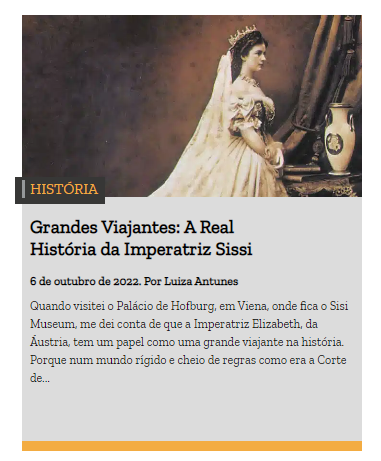 HISTÓRIA
Grandes Viajantes: A Real
História da Imperatriz Sissi
6 de outubro de 2022. Por Luiza Antunes
Quando visitei o Palácio de Hofburg, em Viena, onde fica o Sisi
Museum, me dei conta de que a Imperatriz Elizabeth, da
Áustria, tem um papel como uma grande viajante na história.
Porque num mundo rígido e cheio de regras como era a Corte
de...